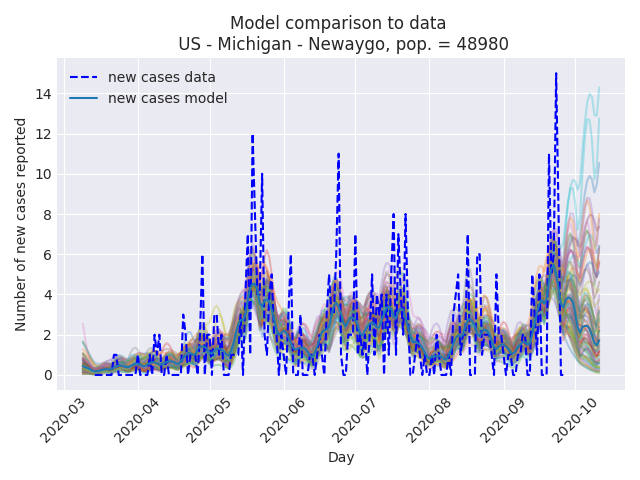 Model comparison to data
US - Michigan - Newaygo, pop. = 48980
new cases data
new cases model
Number of new cases reported
14
12
10
8
6
4
2
0
2020-03
2020-04
2020-05
2020-06
2020-07
2020-08
2020-09
2020-10
Day